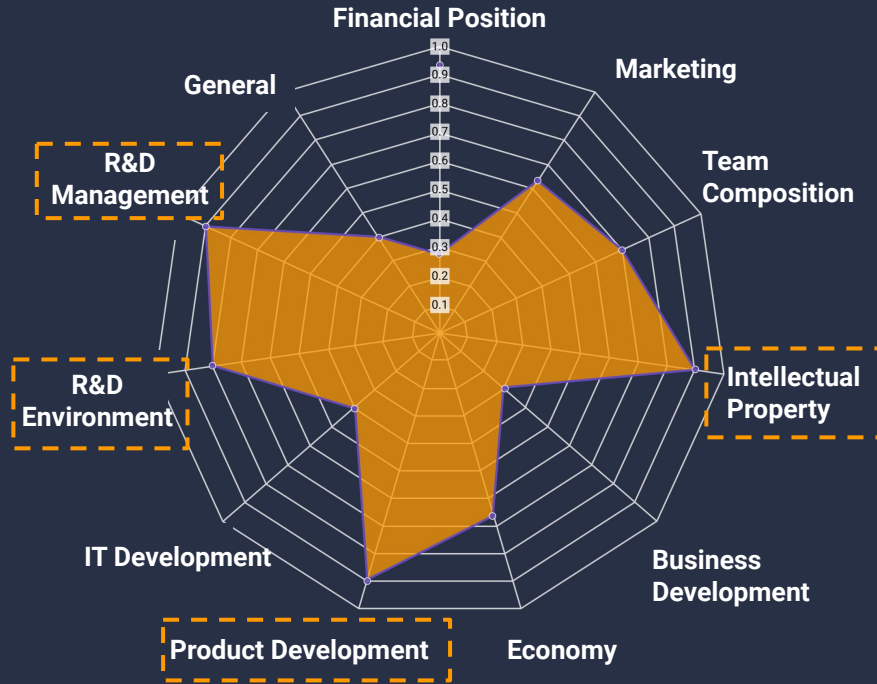 Financial Position
1.0
0.9
0.8
0.7
0.6
0.5
0.4
0.3
0.2
0.1
Marketing
General
R&D
Management
Team
Composition
R&D
Environment
Intellectual
Property
IT Development
Business
Development
Product Development
Economy